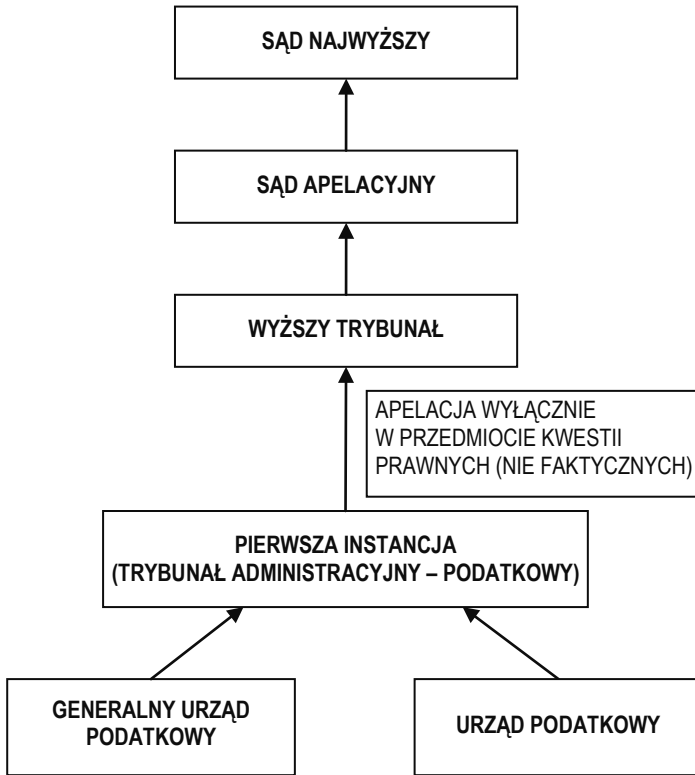 SĄD NAJWYŻSZY
SĄD APELACYJNY
WYŻSZY TRYBUNAŁ
APELACJA WYŁĄCZNIE
W PRZEDMIOCIE KWESTII
PRAWNYCH (NIE FAKTYCZNYCH)
PIERWSZA INSTANCJA
(TRYBUNAŁ ADMINISTRACYJNY – PODATKOWY)
GENERALNY URZĄD
PODATKOWY
URZĄD PODATKOWY